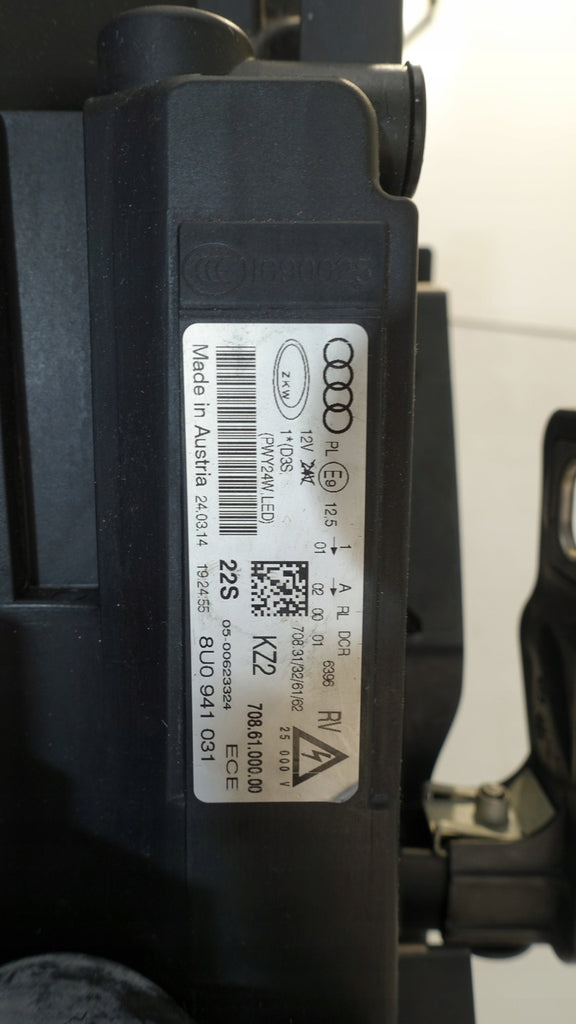 PL E9 12,5 → 1 → A RL DCR 6396 RV
01 02 00 01
12V 24V 708.31/32/61/62
ZKW
1*(D3S,
(PWY24W,LED)
25 000 V
KZ2 708.61.000.00
22S 05-00623324 ECE
Made in Austria 24.03.14 19:24:55 8U0 941 031